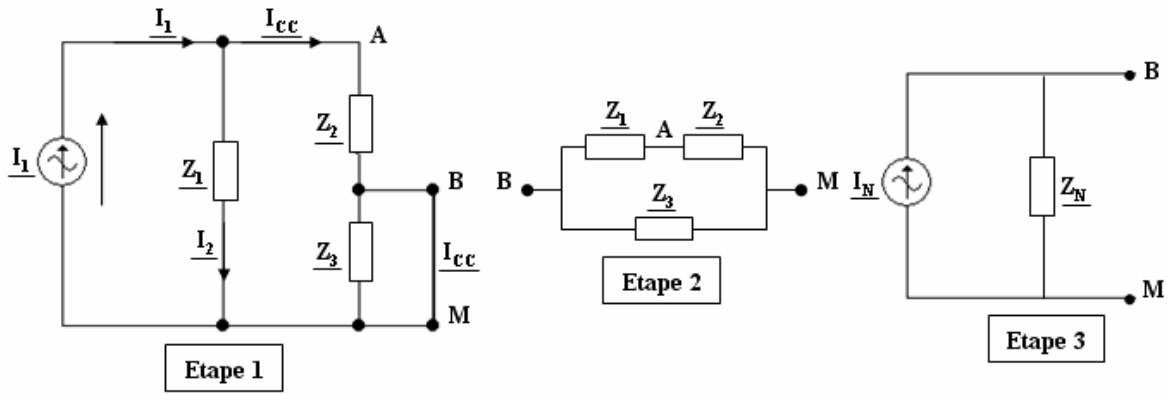 I1 ICC A
Z2
I1 Z1
B
I2 Z3 ICC
M
Etape 1
Z1 A Z2
B M
Z3
Etape 2
B
IN ZN
M
Etape 3